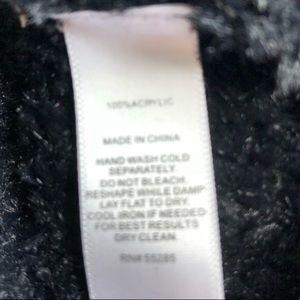 100%ACRYLIC
MADE IN CHINA
HAND WASH COLD
SEPARATELY.
DO NOT BLEACH.
RESHAPE WHILE DAMP
LAY FLAT TO DRY.
COOL IRON IF NEEDED
FOR BEST RESULTS
DRY CLEAN.
RN# 55285